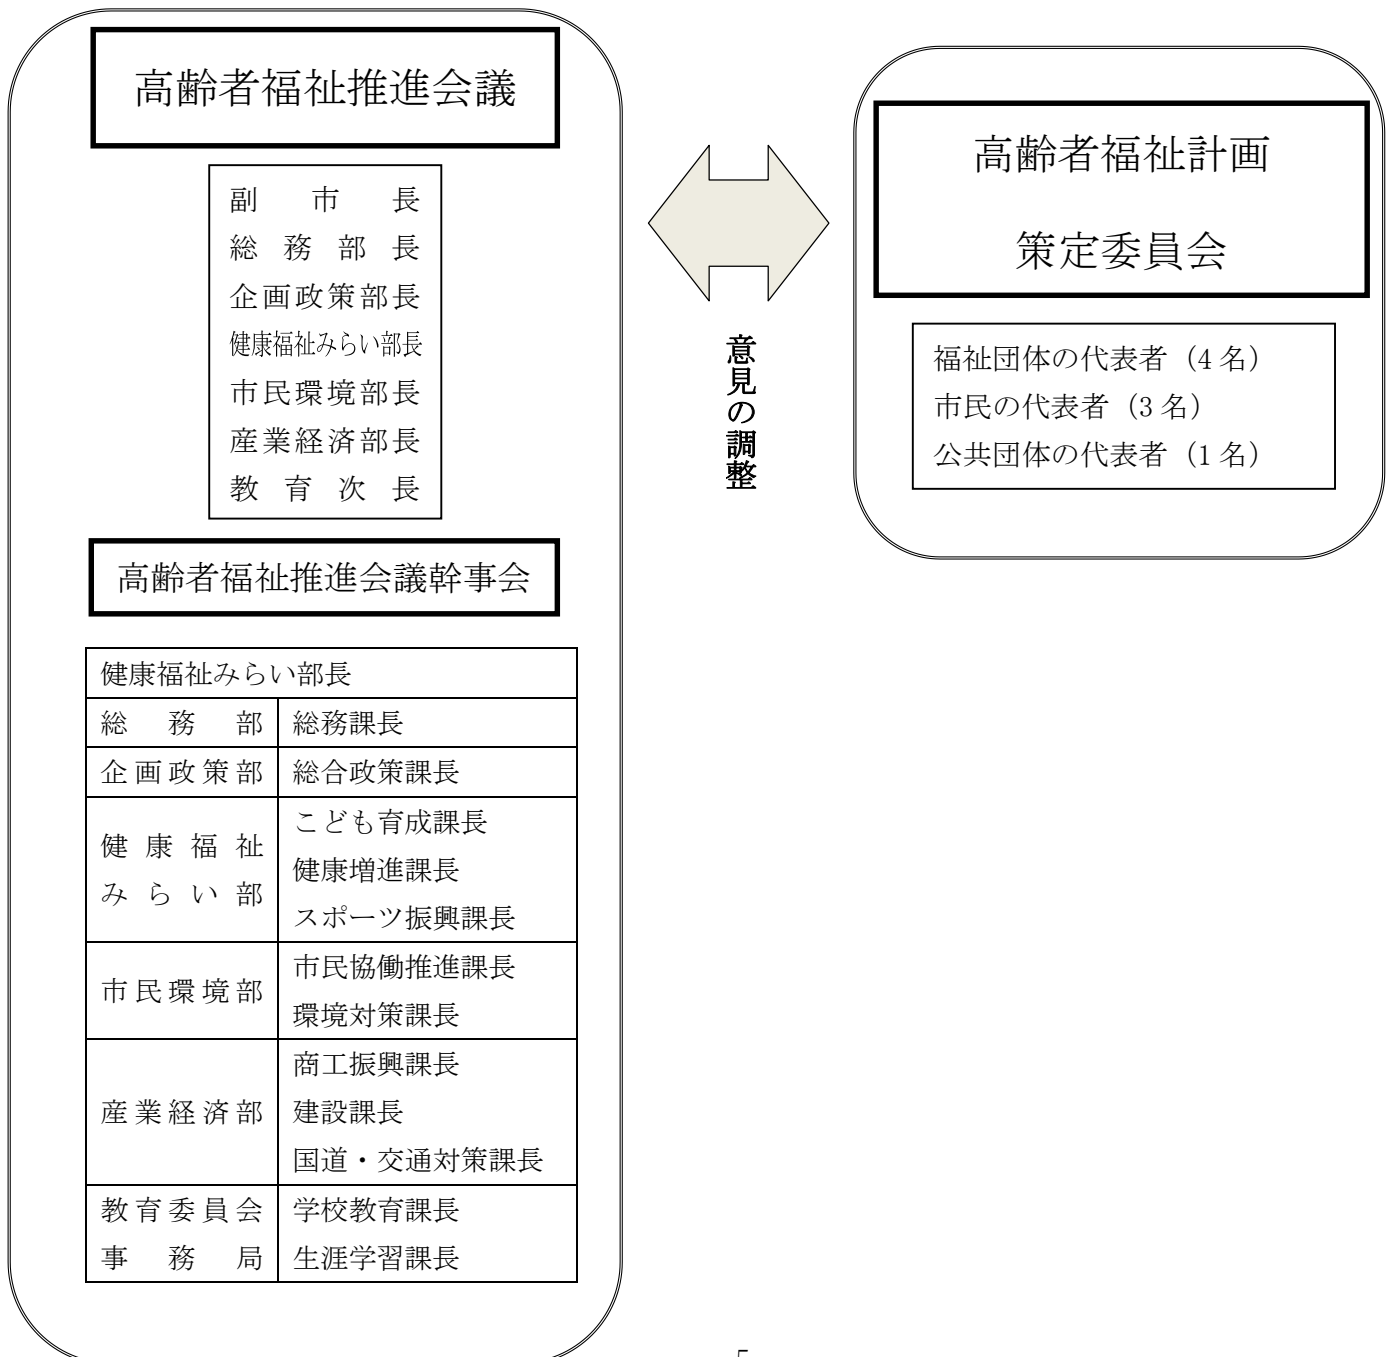 高齢者福祉推進会議
副市長
総務部長
企画政策部長
健康福祉みらい部長
市民環境部長
産業経済部長
教育次長
高齢者福祉推進会議幹事会
健康福祉みらい部長
総務部 総務課長
企画政策部 総合政策課長
健康福祉
みらい部
こども育成課長
健康増進課長
スポーツ振興課長
市民環境部
市民協働推進課長
環境対策課長
産業経済部
商工振興課長
建設課長
国道・交通対策課長
教育委員会
事務局
学校教育課長
生涯学習課長
意見の調整
高齢者福祉計画
策定委員会
福祉団体の代表者（4名）
市民の代表者（3名）
公共団体の代表者（1名）
5